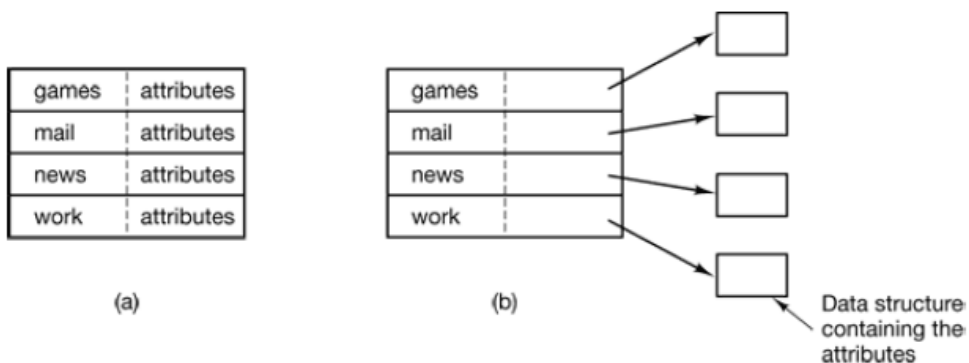 games attributes
mail attributes
news attributes
work attributes
(a)
games
mail
news
work
(b)
Data structure
containing the
attributes